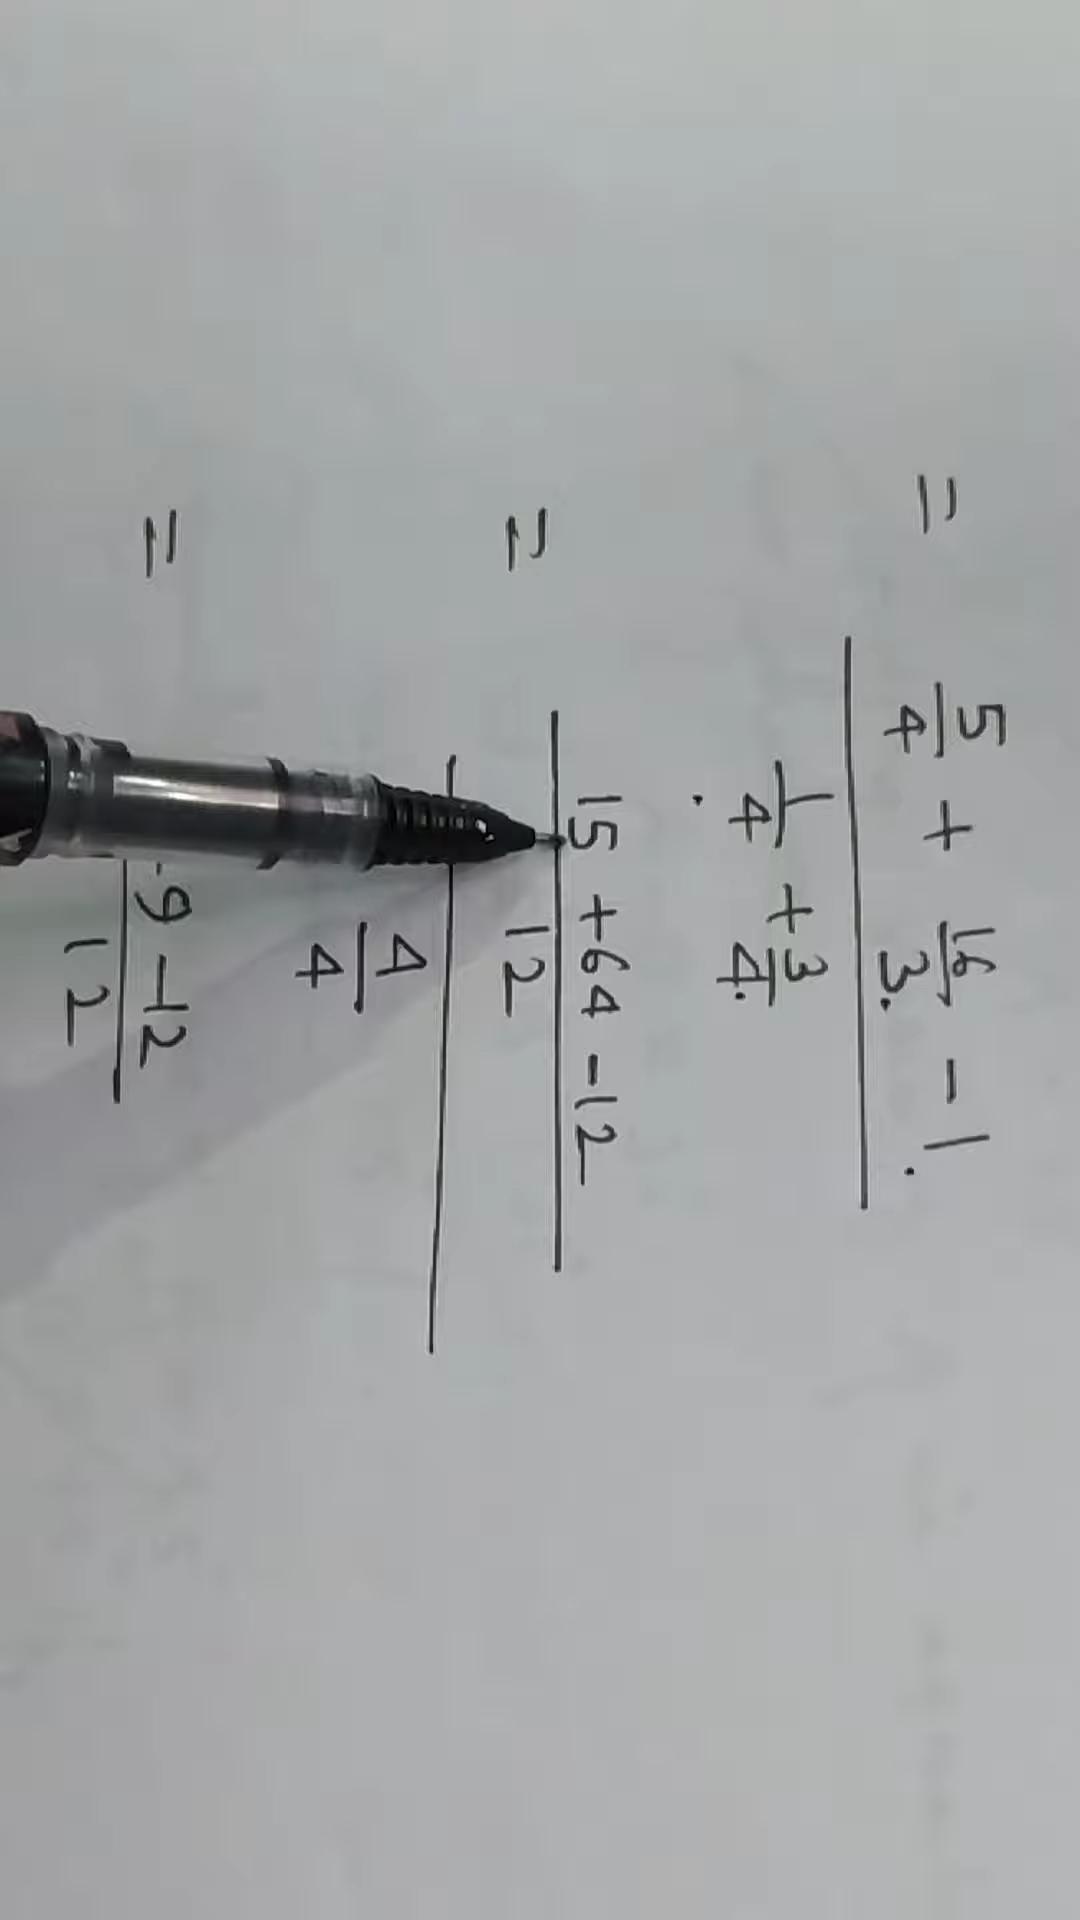 = 5/4 + 16/3. - 1.
1/4 + 3/4.
= 15 + 64 - 12
12
4
4
= 9 - 12
12